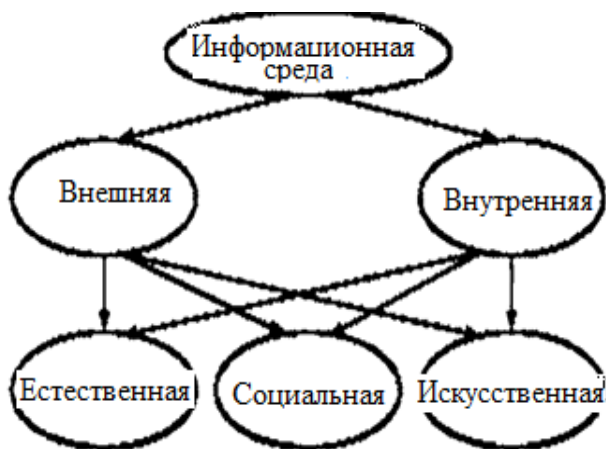 Информационная
среда
Внешняя
Внутренняя
Естественная
Социальная
Искусственная